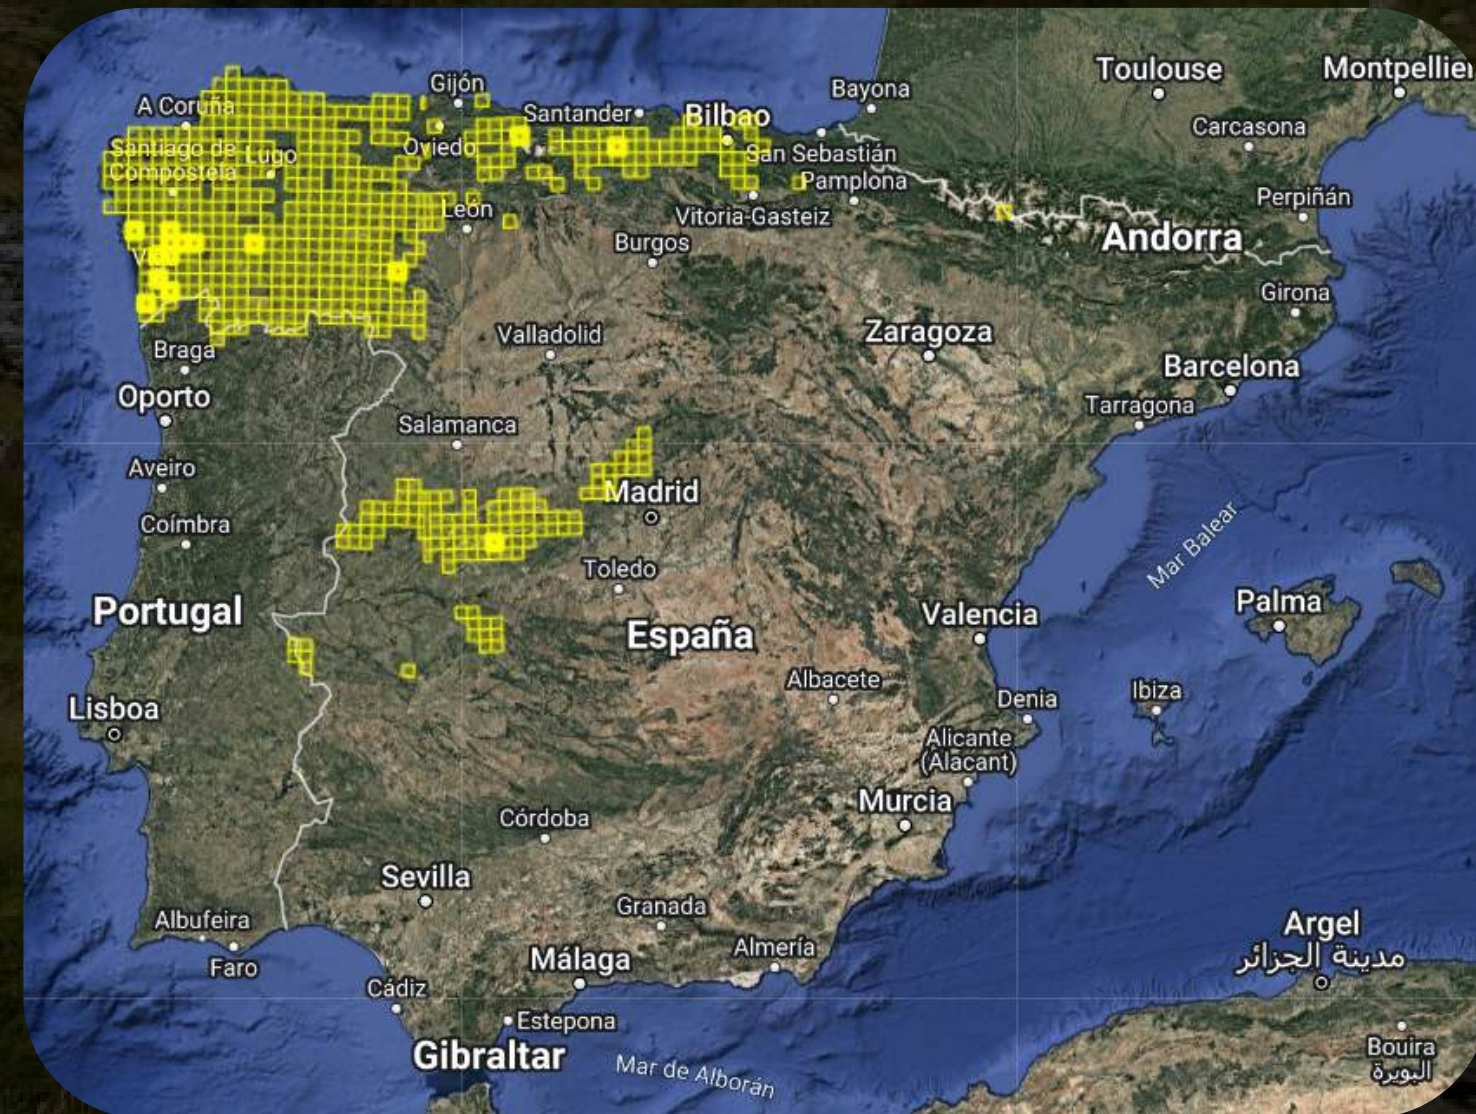 Toulouse
Montpellier
Gijón
Bayona
A Coruña
Santander
Bilbao
Carcasona
Santiago de
Compostela
Lugo
Oviedo
San Sebastián
Pamplona
Perpiñán
León
Vitoria-Gasteiz
Andorra
Burgos
Girona
Valladolid
Zaragoza
Braga
Barcelona
Oporto
Tarragona
Salamanca
Aveiro
Madrid
Coímbra
Mar Balear
Toledo
Portugal
España
Valencia
Palma
Albacete
Denia
Ibiza
Lisboa
Alicante
(Alacant)
Murcia
Córdoba
Sevilla
Granada
Albufeira
Almería
Argel
مدينة الجزائر
Faro
Málaga
Cádiz
Estepona
Gibraltar
Mar de Alborán
Bouira
البويرة